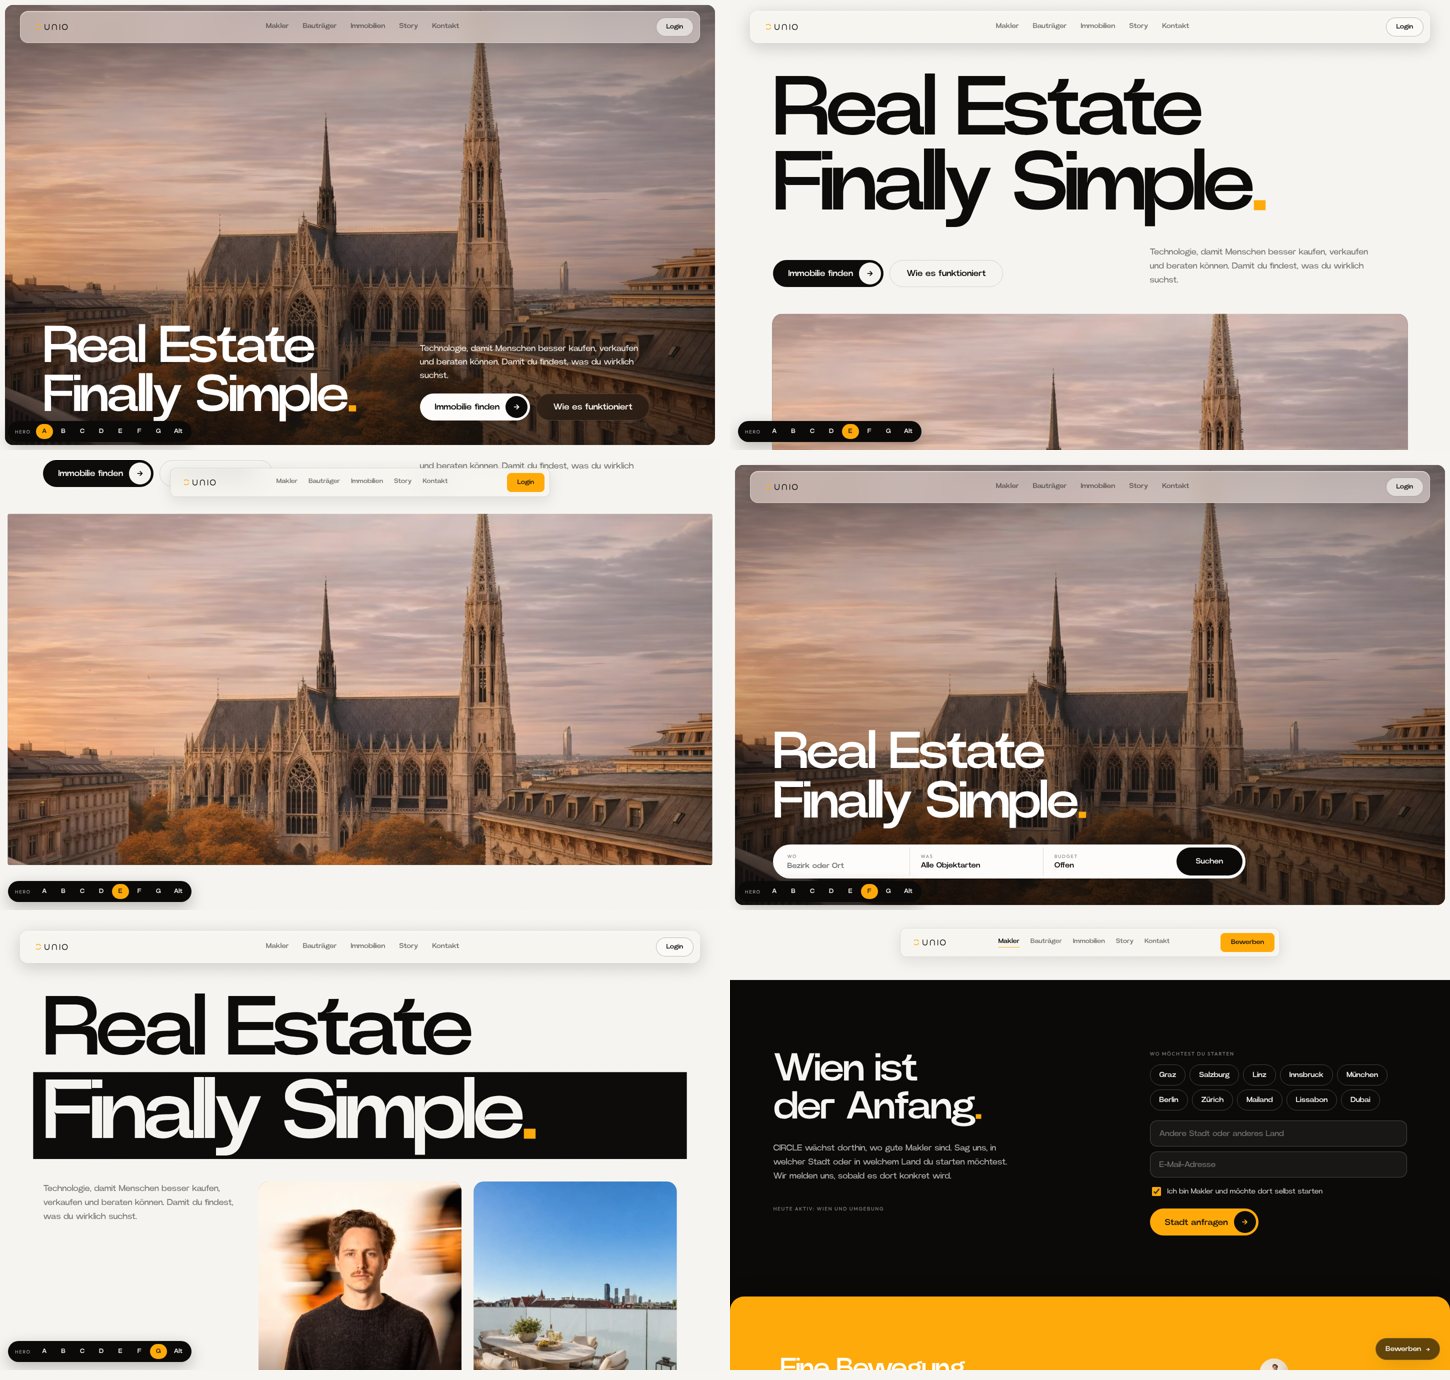 UNIO
Makler Bauträger Immobilien Story Kontakt
Login
Real Estate
Finally Simple.
Technologie, damit Menschen besser kaufen, verkaufen
und beraten können. Damit du findest, was du wirklich
suchst.
Immobilie finden → Wie es funktioniert
HERO A B C D E F G Alt
UNIO
Makler Bauträger Immobilien Story Kontakt
Login
Real Estate
Finally Simple.
Immobilie finden → Wie es funktioniert
Technologie, damit Menschen besser kaufen, verkaufen
und beraten können. Damit du findest, was du wirklich
suchst.
HERO A B C D E F G Alt
Immobilie finden →
und beraten können. Damit du findest, was du wirklich
UNIO
Makler Bauträger Immobilien Story Kontakt
Login
HERO A B C D E F G Alt
UNIO
Makler Bauträger Immobilien Story Kontakt
Login
Real Estate
Finally Simple.
WO
Bezirk oder Ort
WAS
Alle Objektarten
BUDGET
Offen
Suchen
HERO A B C D E F G Alt
UNIO
Makler Bauträger Immobilien Story Kontakt
Login
Real Estate
Finally Simple.
Technologie, damit Menschen besser kaufen,
verkaufen und beraten können. Damit du findest,
was du wirklich suchst.
HERO A B C D E F G Alt
UNIO
Makler Bauträger Immobilien Story Kontakt
Bewerben
Wien ist
der Anfang.
CIRCLE wächst dorthin, wo gute Makler sind. Sag uns, in
welcher Stadt oder in welchem Land du starten möchtest.
Wir melden uns, sobald es dort konkret wird.
HEUTE AKTIV: WIEN UND UMGEBUNG
WO MÖCHTEST DU STARTEN
Graz Salzburg Linz Innsbruck München
Berlin Zürich Mailand Lissabon Dubai
Andere Stadt oder anderes Land
E-Mail-Adresse
Ich bin Makler und möchte dort selbst starten
Stadt anfragen →
Eine Bewegung
Bewerben →